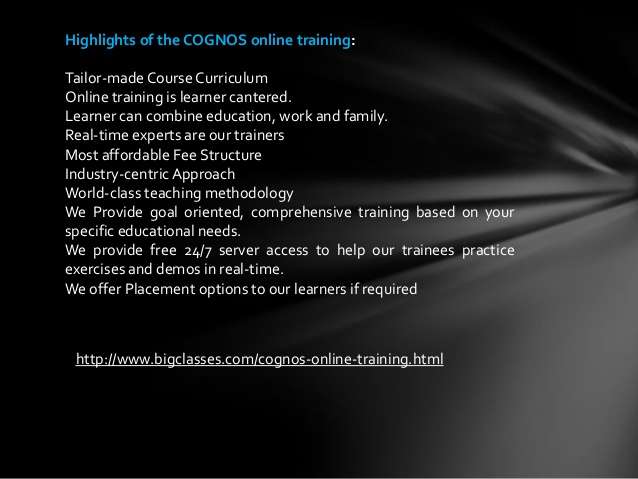 Highlights of the COGNOS online training:
Tailor-made Course Curriculum
Online training is learner cantered.
Learner can combine education, work and family.
Real-time experts are our trainers
Most affordable Fee Structure
Industry-centric Approach
World-class teaching methodology
We Provide goal oriented, comprehensive training based on your
specific educational needs.
We provide free 24/7 server access to help our trainees practice
exercises and demos in real-time.
We offer Placement options to our learners if required
http://www.bigclasses.com/cognos-online-training.html